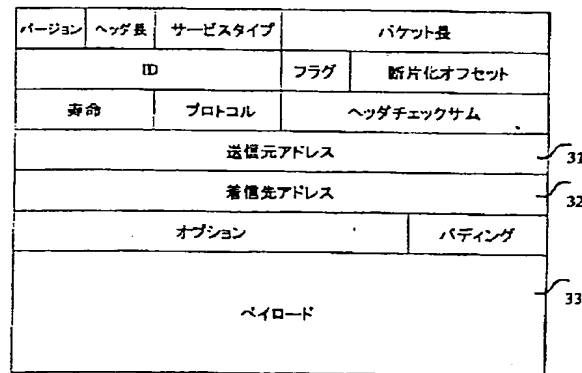 バージョン ヘッダ長 サービスタイプ パケット長
ID フラグ 断片化オフセット
寿命 プロトコル ヘッダチェックサム
送信元アドレス 31
着信先アドレス 32
オプション パディング
ペイロード 33